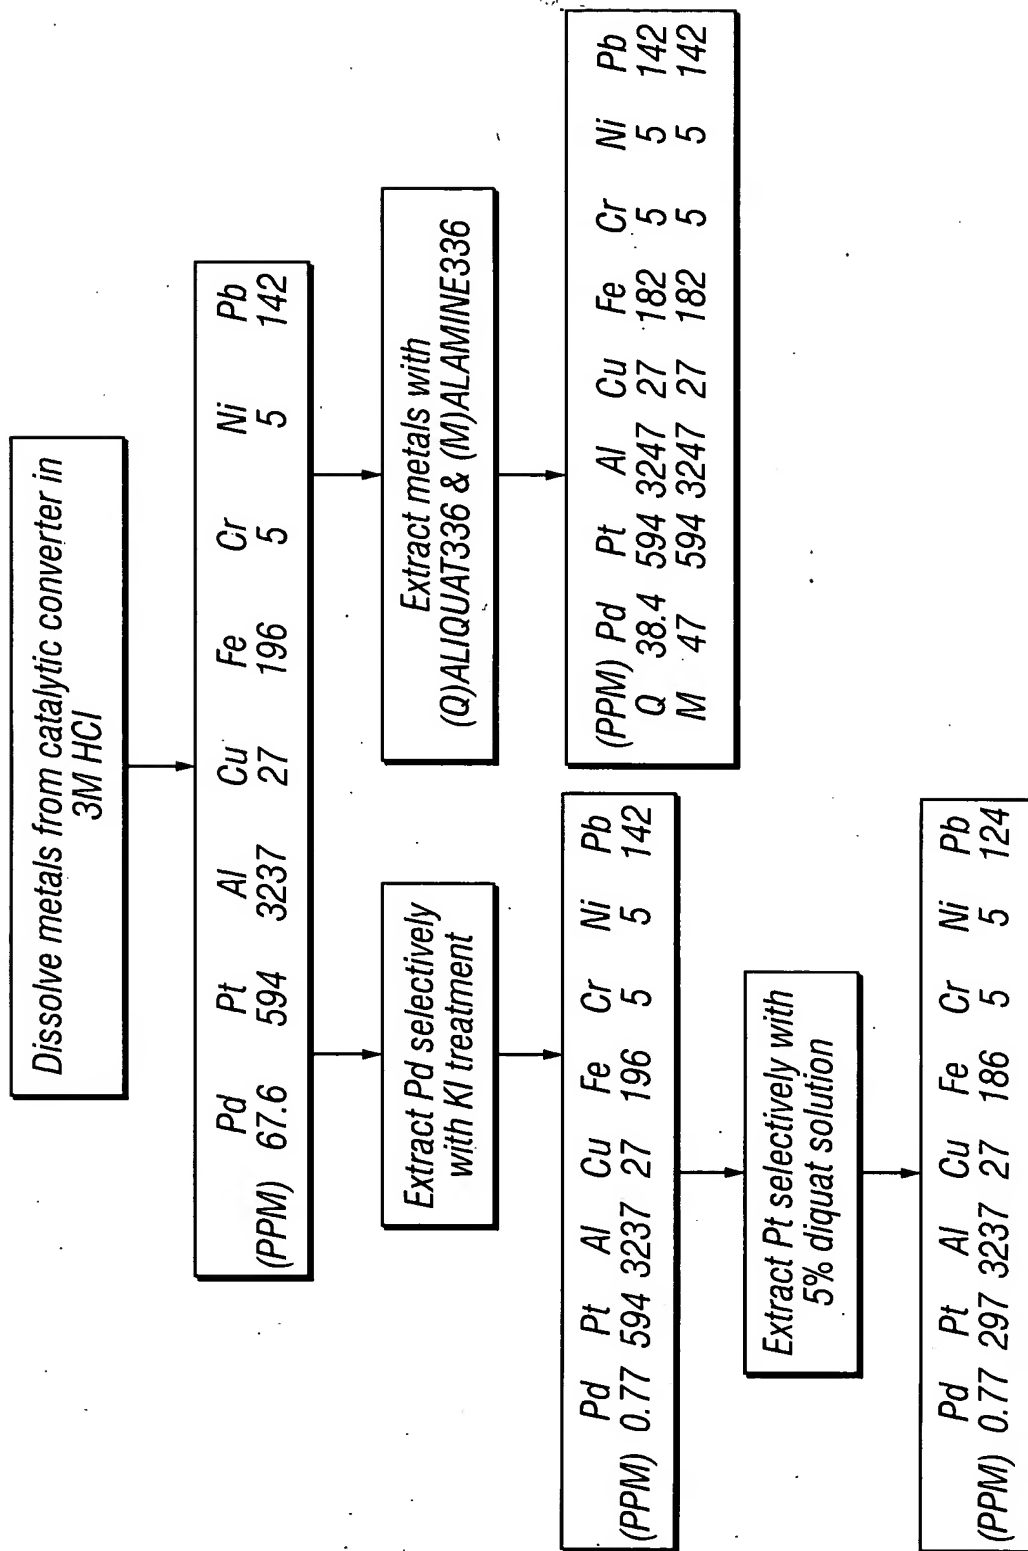 Dissolve metals from catalytic converter in
3M HCl
Pd Pt Al Cu Fe Cr Ni Pb
(PPM) 67.6 594 3237 27 196 5 5 142
Extract Pd selectively
with KI treatment
Extract metals with
(Q)ALIQUAT336 & (M)ALAMINE336
Pd Pt Al Cu Fe Cr Ni Pb
(PPM) 0.77 594 3237 27 196 5 5 142
(PPM) Pd Pt Al Cu Fe Cr Ni Pb
Q 38.4 594 3247 27 182 5 5 142
M 47 594 3247 27 182 5 5 142
Extract Pt selectively with
5% diquat solution
Pd Pt Al Cu Fe Cr Ni Pb
(PPM) 0.77 297 3237 27 186 5 5 124